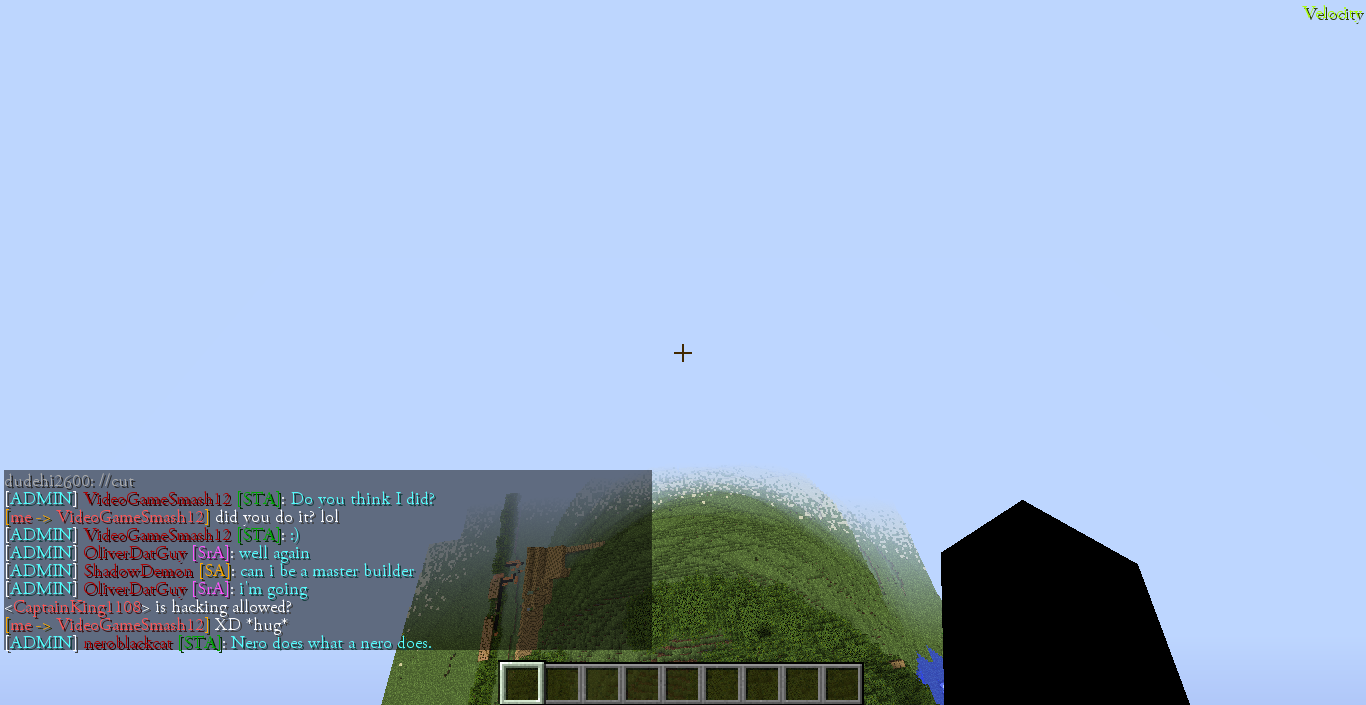 Velocity
dudehi2600: //cut
[ADMIN] VideoGameSmash12 [STA]: Do you think I did?
[me -> VideoGameSmash12] did you do it? lol
[ADMIN] VideoGameSmash12 [STA]: :)
[ADMIN] OliverDatGuy [SrA]: well again
[ADMIN] ShadowDemon [SA]: can i be a master builder
[ADMIN] OliverDatGuy [SrA]: i'm going
<CaptainKing1108> is hacking allowed?
[me -> VideoGameSmash12] XD *hug*
[ADMIN] neroblackcat [STA]: Nero does what a nero does.